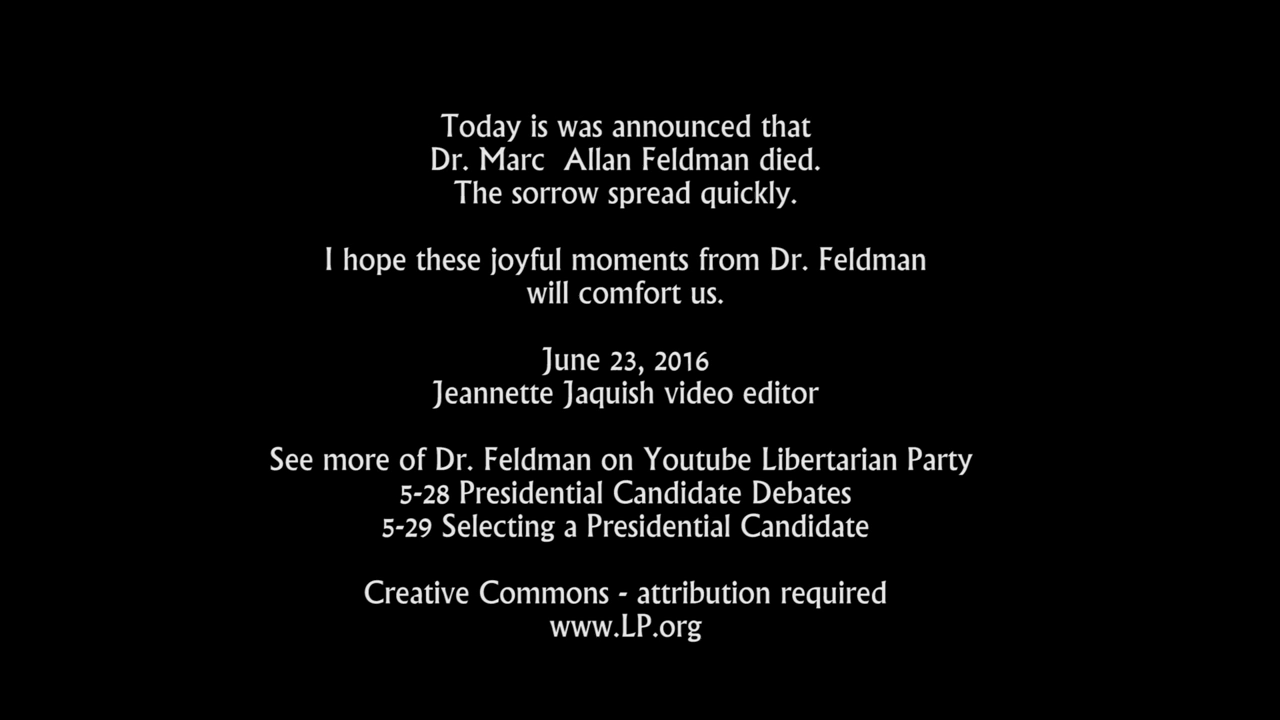 Today is was announced that
Dr. Marc  Allan Feldman died.
The sorrow spread quickly.
I hope these joyful moments from Dr. Feldman
will comfort us.
June 23, 2016
Jeannette Jaquish video editor
See more of Dr. Feldman on Youtube Libertarian Party
5-28 Presidential Candidate Debates
5-29 Selecting a Presidential Candidate
Creative Commons - attribution required
www.LP.org